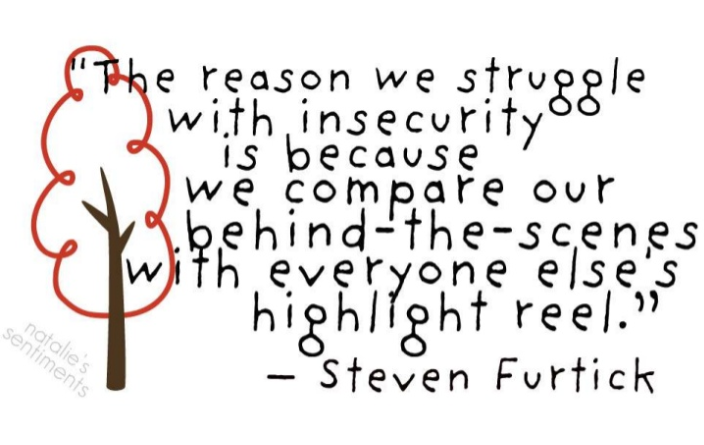 "The reason we struggle
with insecurity
is because
we compare our
behind-the-scenes
with everyone else's
highlight reel."
– Steven Furtick
natalie's
sentiments